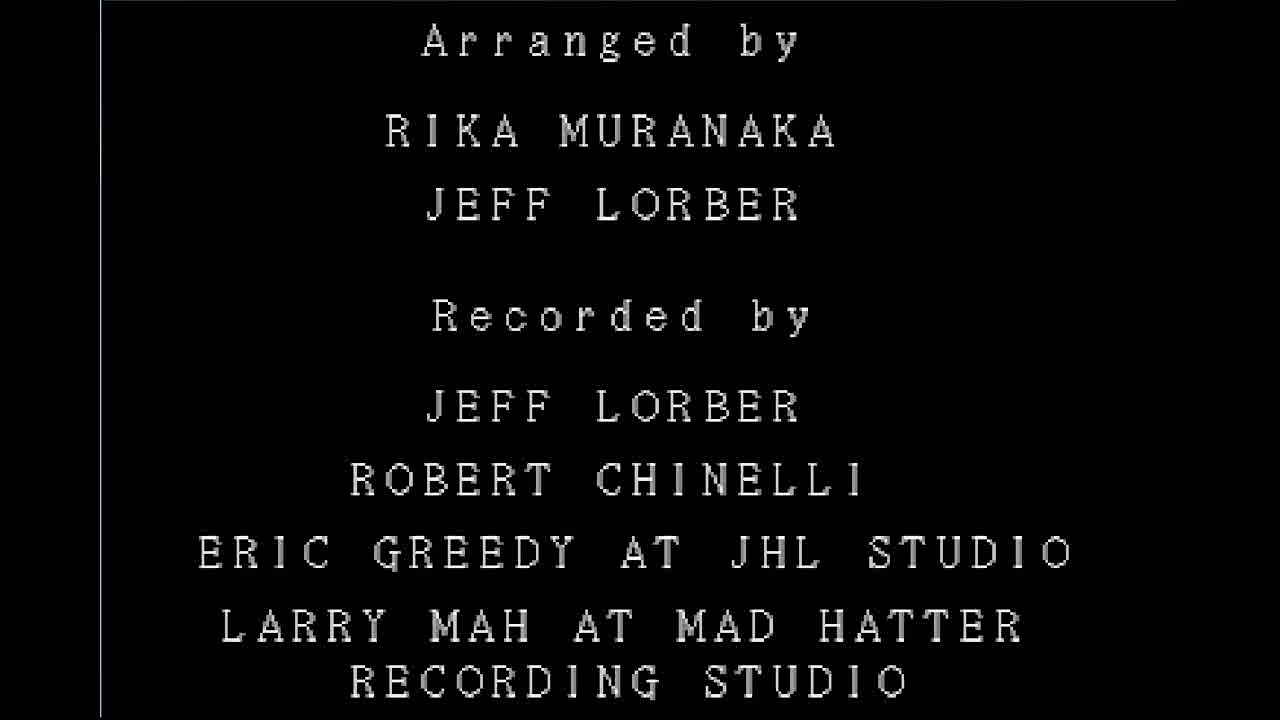 Arranged by
RIKA MURANAKA
JEFF LORBER
Recorded by
JEFF LORBER
ROBERT CHINELLI
ERIC GREEDY AT JHL STUDIO
LARRY MAH AT MAD HATTER
RECORDING STUDIO